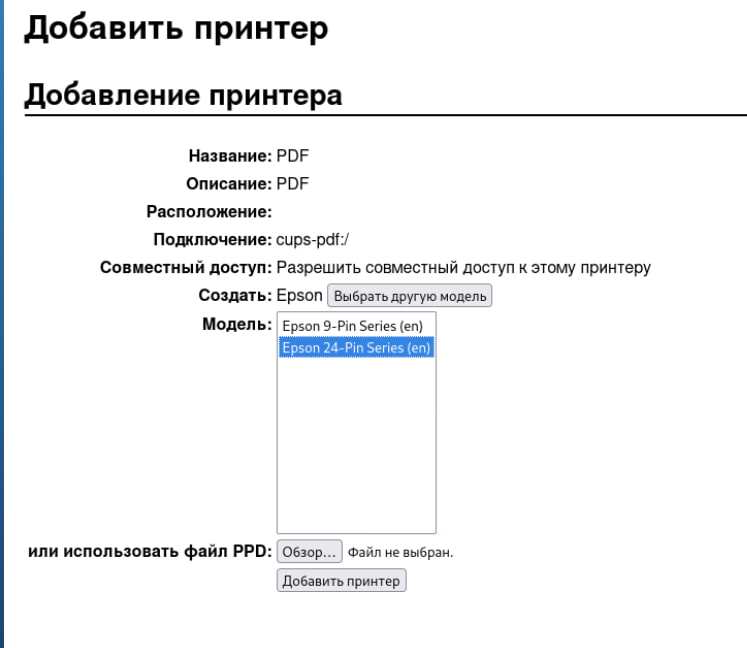 Добавить принтер
Добавление принтера
Название: PDF
Описание: PDF
Расположение:
Подключение: cups-pdf:/
Совместный доступ: Разрешить совместный доступ к этому принтеру
Создать: Epson Выбрать другую модель
Модель: Epson 9-Pin Series (en)
Epson 24-Pin Series (en)
или использовать файл PPD: Обзор... Файл не выбран.
Добавить принтер